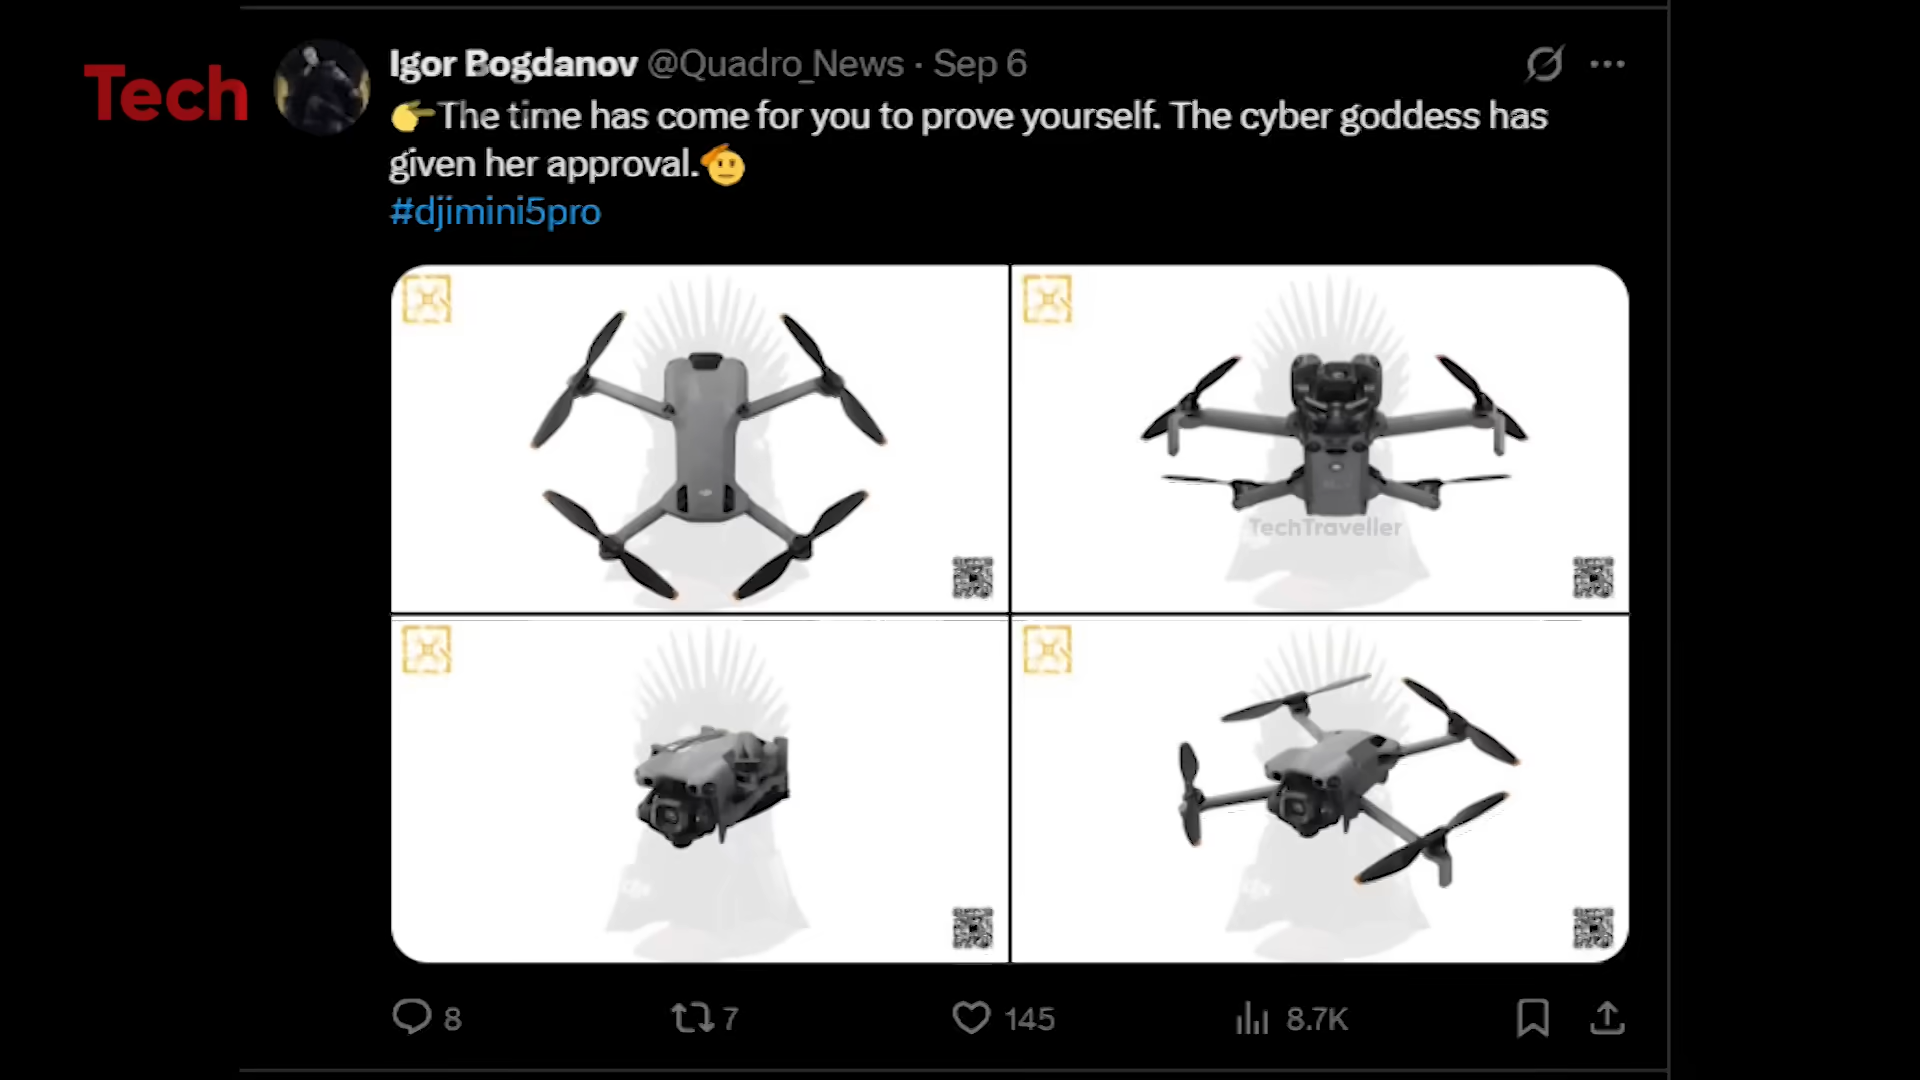 Tech
Igor Bogdanov @Quadro_News · Sep 6
👉The time has come for you to prove yourself. The cyber goddess has
given her approval.🫡
#djimini5pro
TechTraveller
8
7
145
8.7K